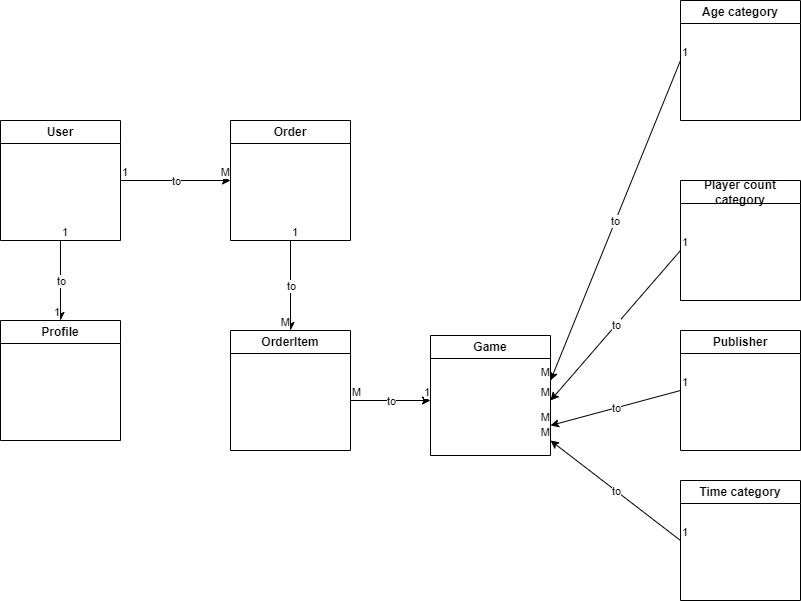 Age category
1
to
M
User
1
to
M
1
to
1
Profile
Order
1
to
M
OrderItem
M
to
1
Game
M
M
M
M
Player count
category
1
to
Publisher
1
to
Time category
1
to